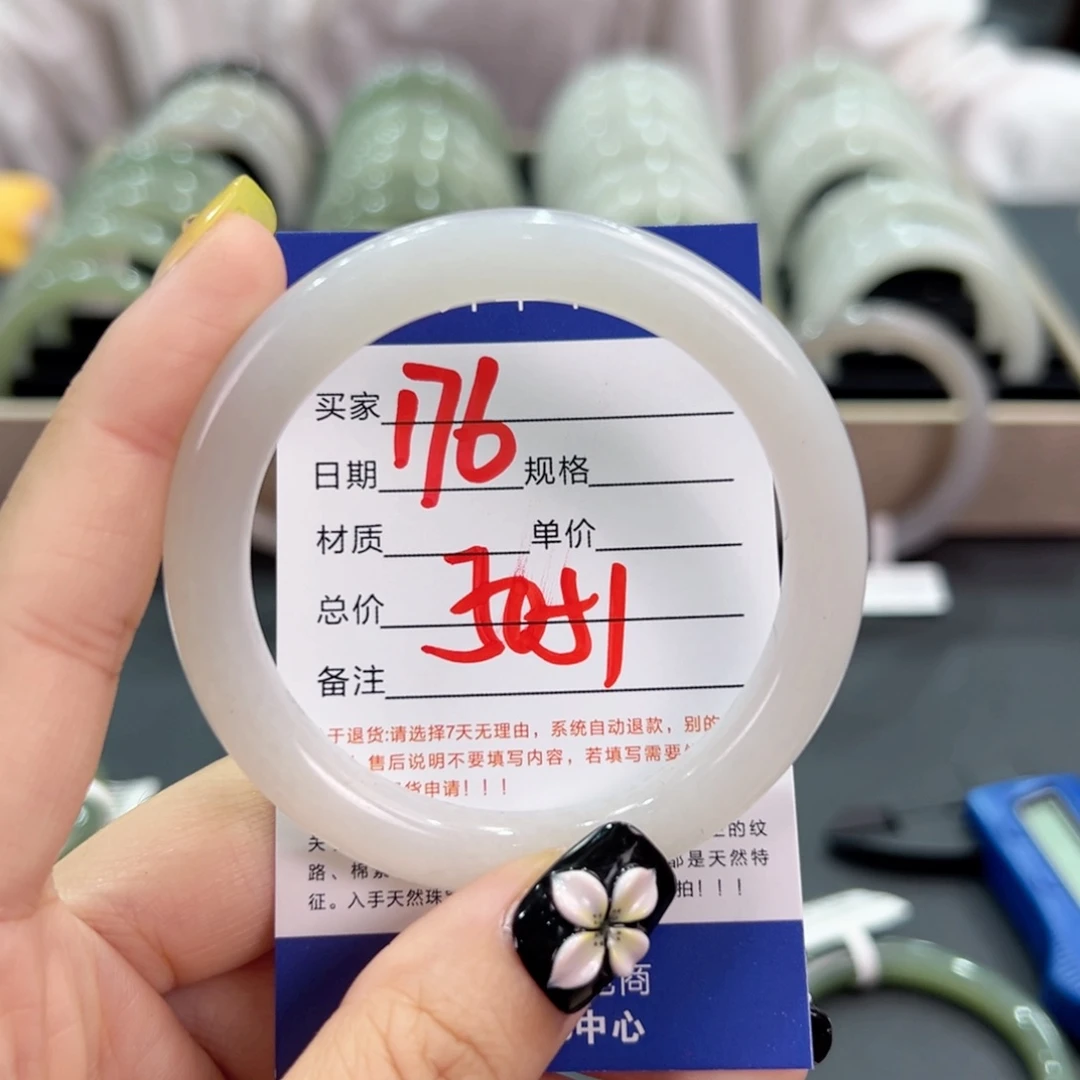 买家 176
日期 规格
材质 单价
总价 3051
备注
于退货:请选择7天无理由，系统自动退款，别的
售后说明不要填写内容，若填写需要
货申请！！！
的纹
路、棉 都是天然特
征。入手天然珠 拍！！！
商
中心